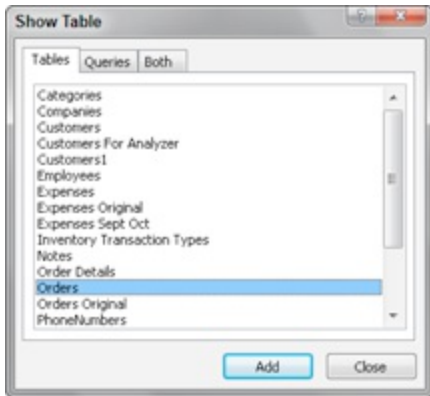 Show Table
Tables Queries Both
Categories
Companies
Customers
Customers For Analyzer
Customers1
Employees
Expenses
Expenses Original
Expenses Sept Oct
Inventory Transaction Types
Notes
Order Details
Orders
Orders Original
PhoneNumbers
Add Close